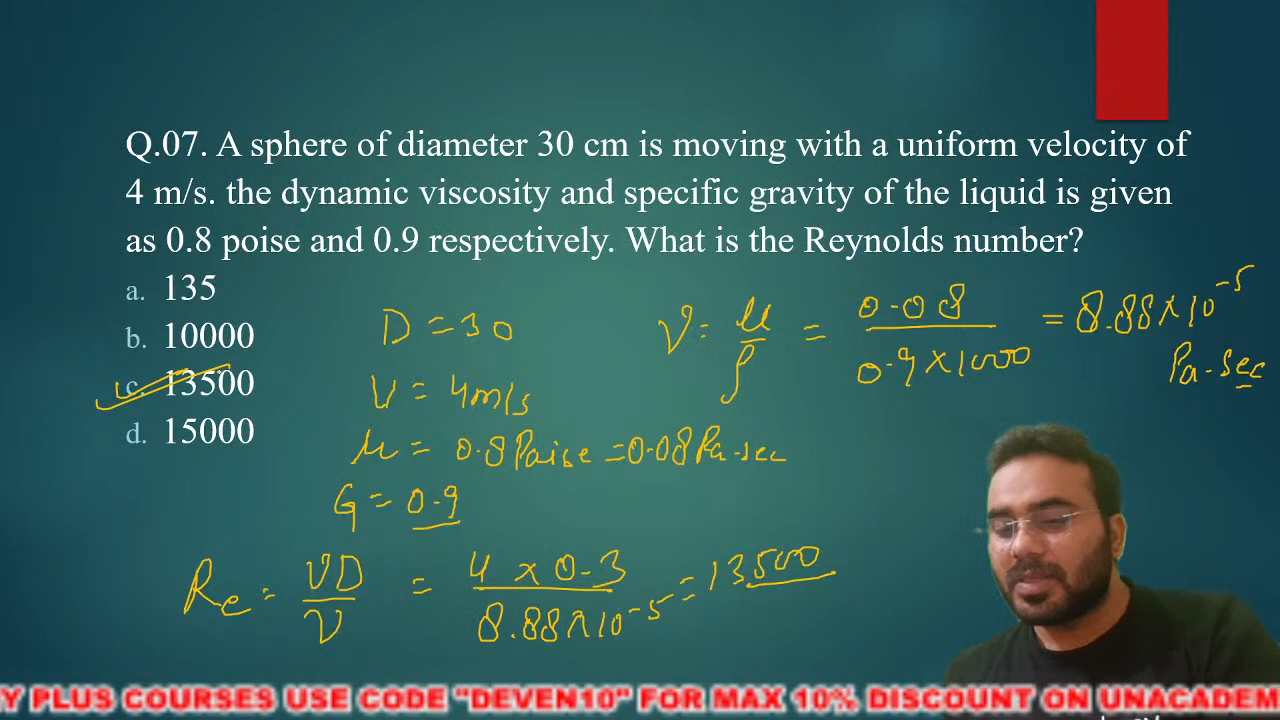 Q.07. A sphere of diameter 30 cm is moving with a uniform velocity of
4 m/s. the dynamic viscosity and specific gravity of the liquid is given
as 0.8 poise and 0.9 respectively. What is the Reynolds number?
a. 135
b. 10000
c. 13500
d. 15000
D = 30
V = 4m/s
μ = 0.8 Poise = 0.08 Pa-sec
G = 0.9
ν = μ/ρ = 0.08/0.9×1000 = 8.88×10⁻⁵
Pa-sec
Re = VD/ν = 4 × 0.3/8.88×10⁻⁵ = 13500
Y PLUS COURSES USE CODE "DEVEN10" FOR MAX 10% DISCOUNT ON UNACADEM